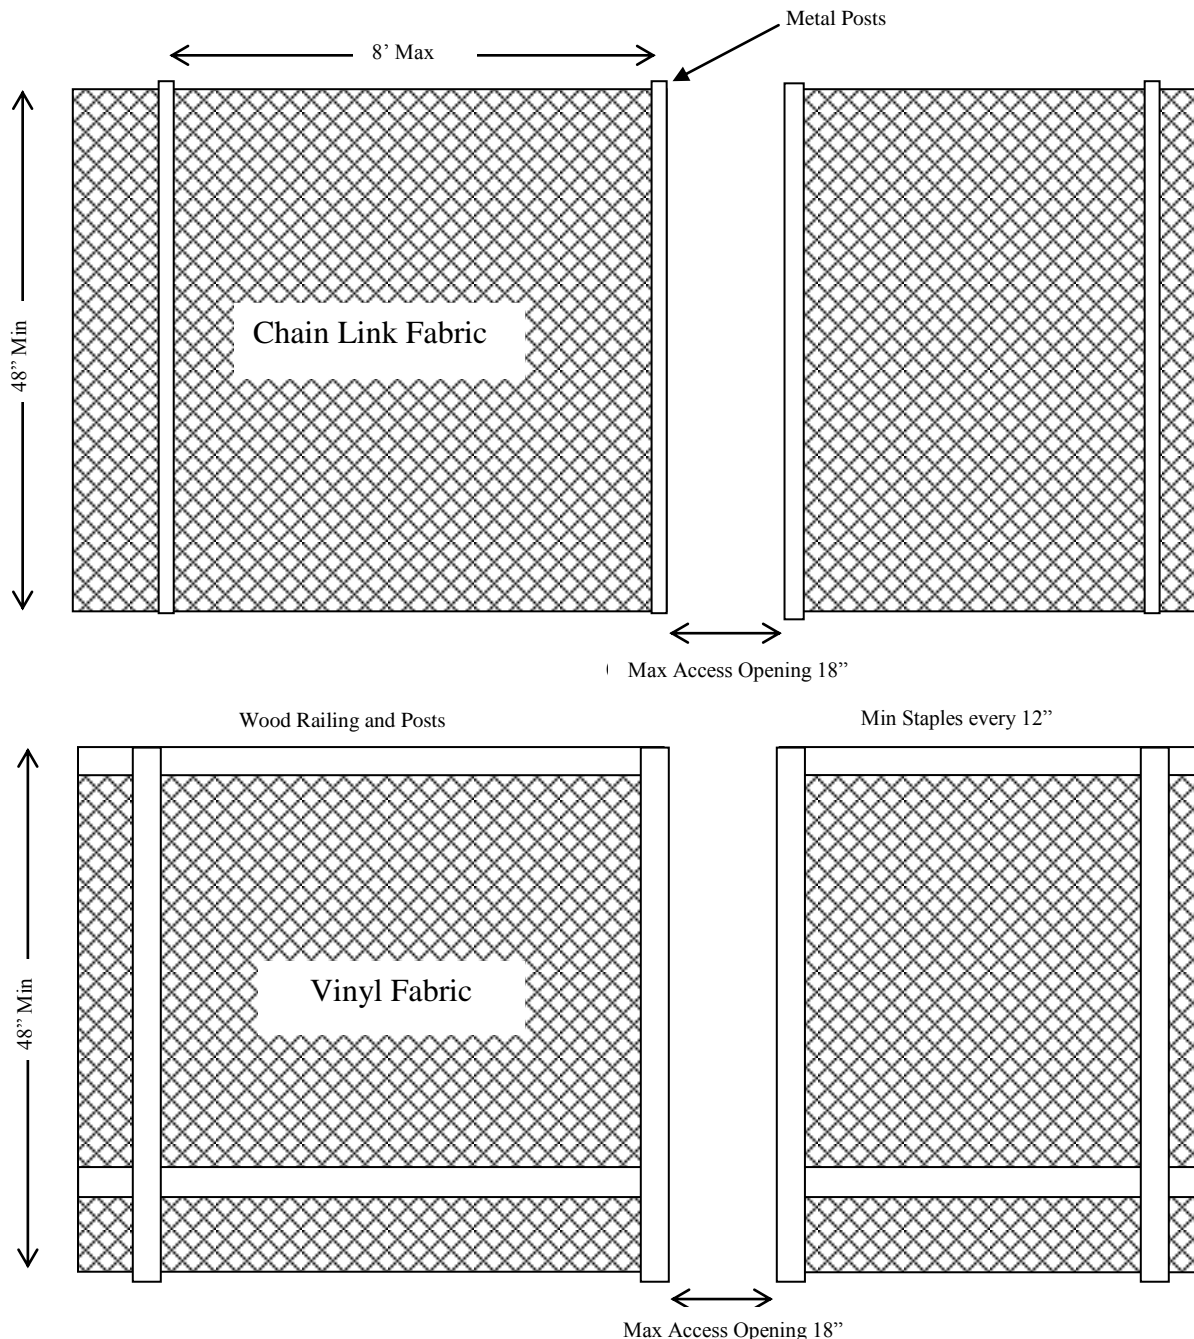 Metal Posts
8’ Max
48” Min
Chain Link Fabric
( Max Access Opening 18”
Wood Railing and Posts
Min Staples every 12”
48” Min
Vinyl Fabric
Max Access Opening 18”